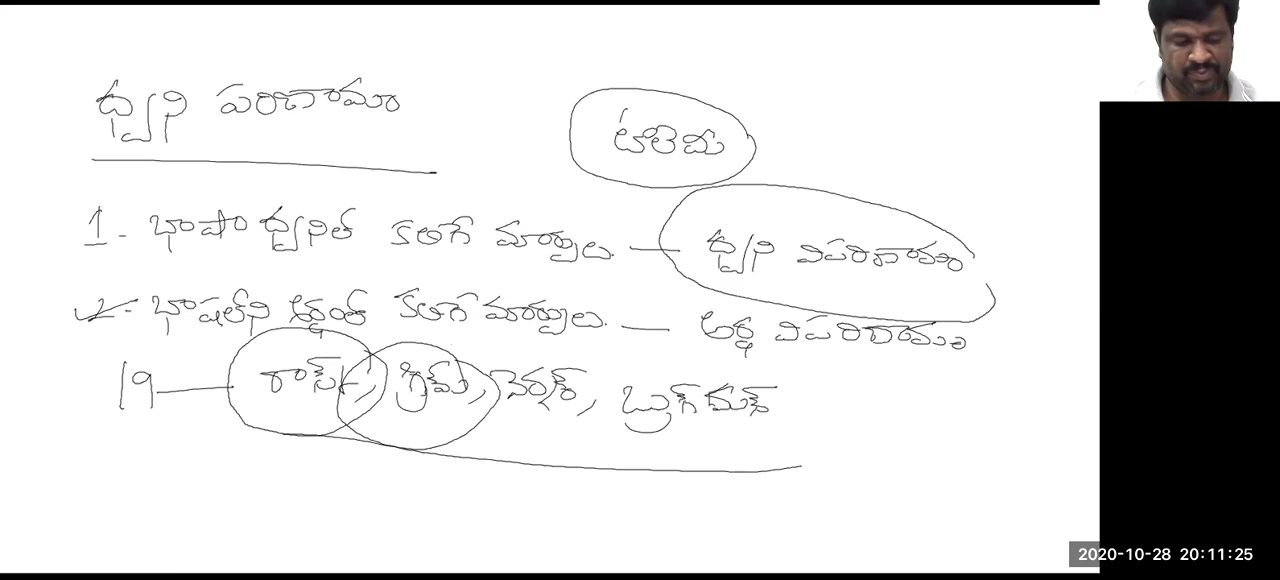 ధ్వని పరిణామం
టాలెమీ
1 - భాషా ధ్వనిలో కలిగే మార్పులు — ధ్వని విపరిణామం
2 - భాషలోని అర్థంలో కలిగే మార్పులు — అర్థ విపరిణామం
19 — రాస్క్, గ్రిమ్, వెర్నర్, బ్రుగ్ మన్
2020-10-28 20:11:25